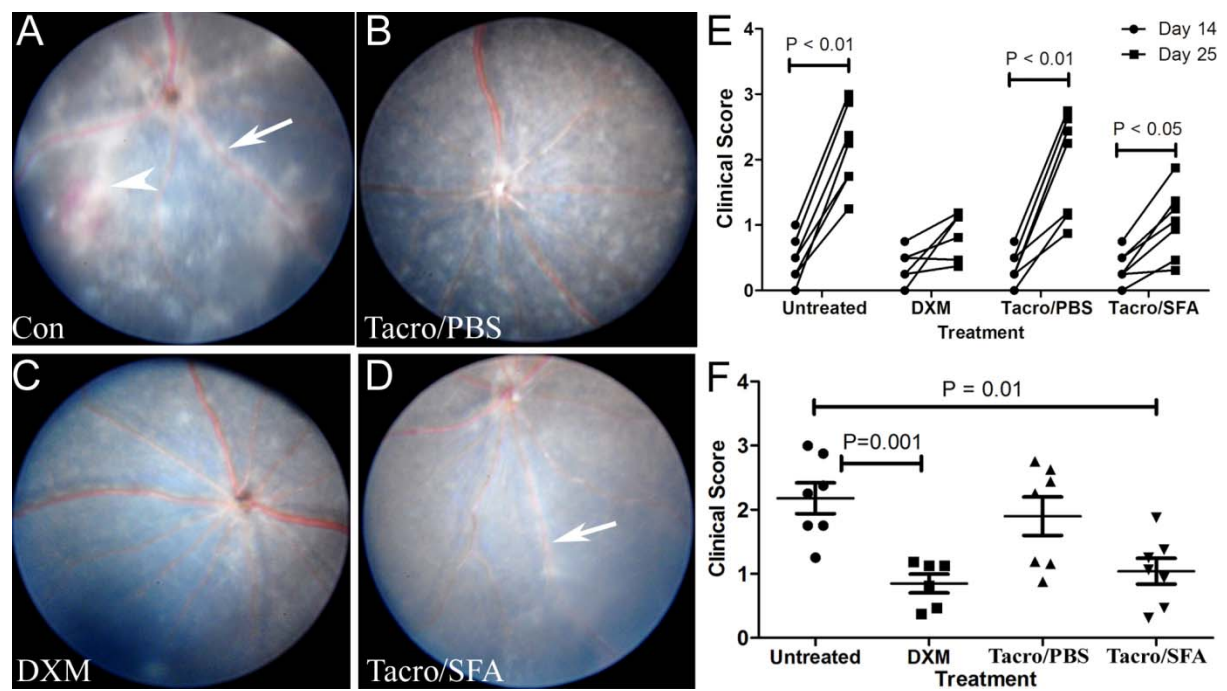 A
Con
B
Tacro/PBS
C
DXM
D
Tacro/SFA
E
Day 14
Day 25
P < 0.01
P < 0.01
P < 0.05
Clinical Score
4
3
2
1
0
Untreated
DXM
Tacro/PBS
Tacro/SFA
Treatment
F
P = 0.01
P=0.001
Clinical Score
4
3
2
1
0
Untreated
DXM
Tacro/PBS
Tacro/SFA
Treatment